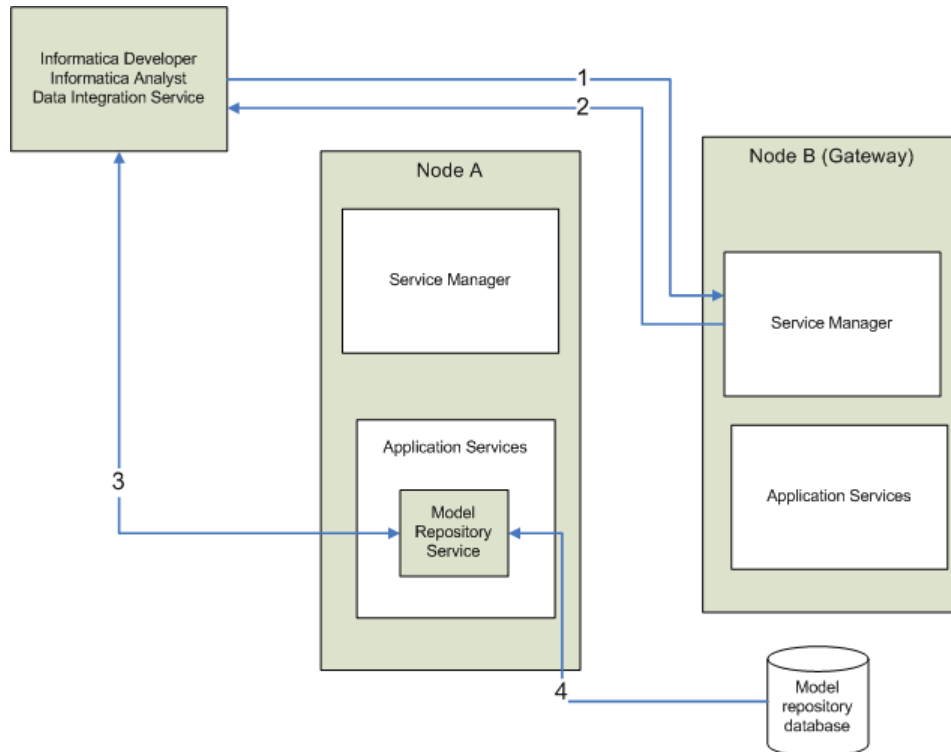 Informatica Developer
Informatica Analyst
Data Integration Service
1
2
Node A
Service Manager
Application Services
Model
Repository
Service
3
4
Node B (Gateway)
Service Manager
Application Services
Model
repository
database